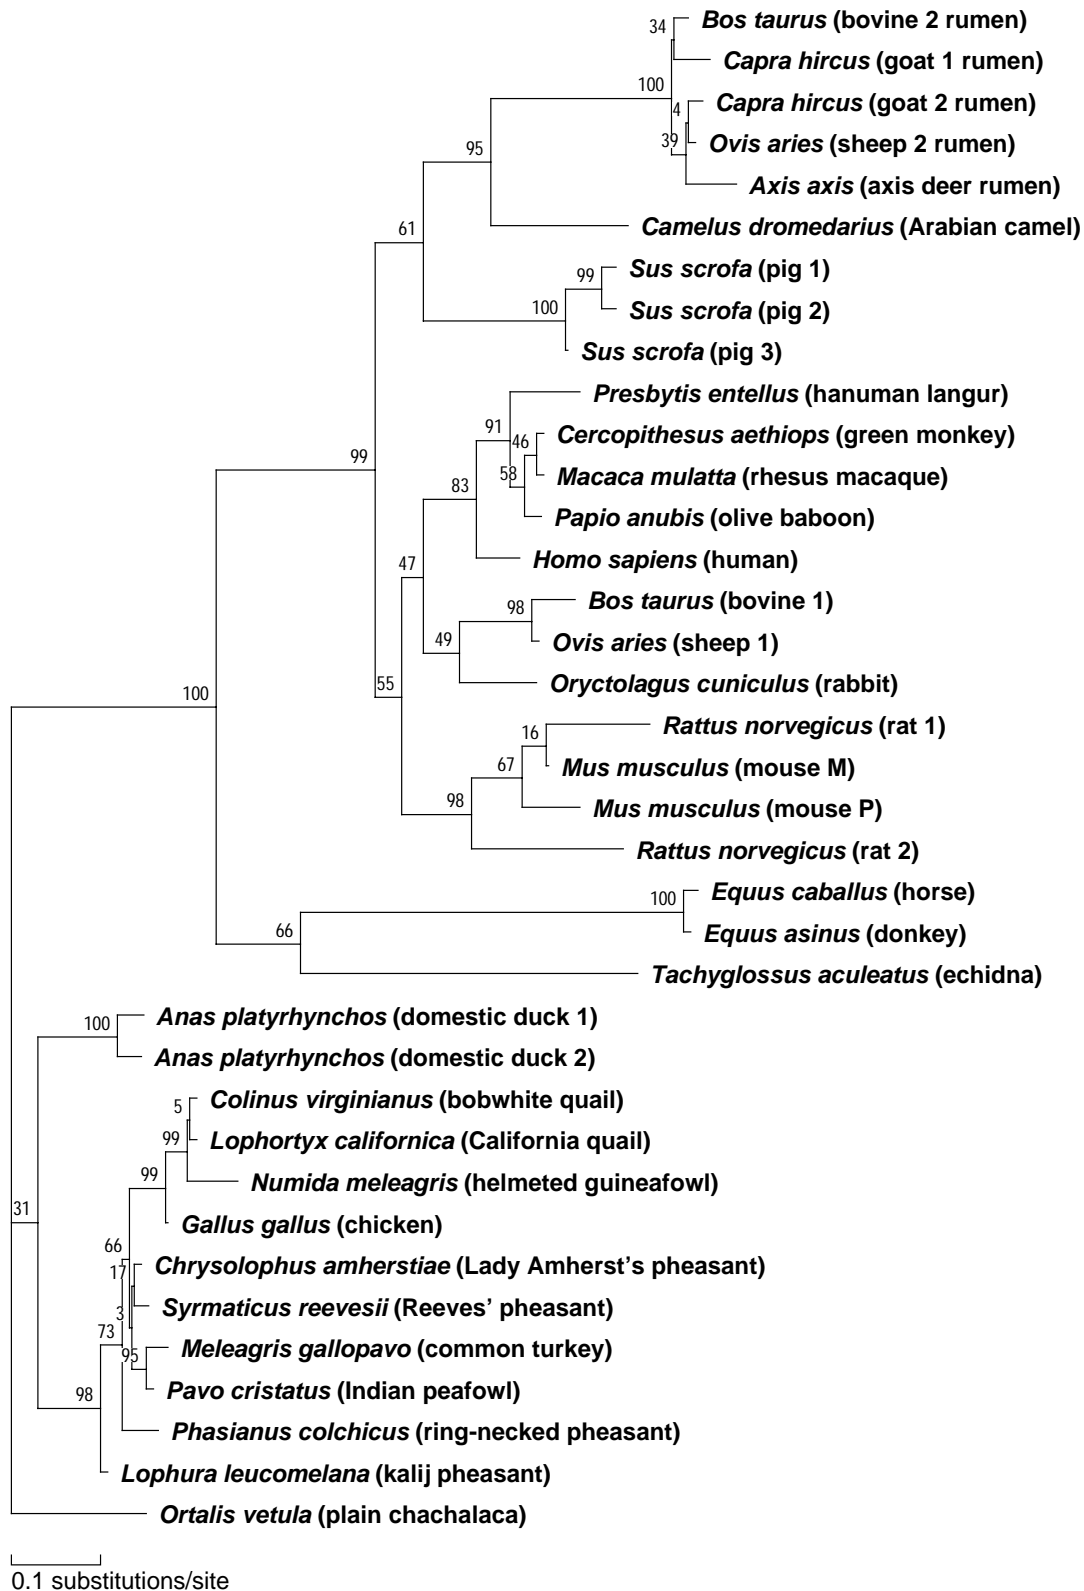 34
Bos taurus (bovine 2 rumen)
Capra hircus (goat 1 rumen)
100
Capra hircus (goat 2 rumen)
4
39
Ovis aries (sheep 2 rumen)
95
Axis axis (axis deer rumen)
61
Camelus dromedarius (Arabian camel)
99
Sus scrofa (pig 1)
100
Sus scrofa (pig 2)
Sus scrofa (pig 3)
Presbytis entellus (hanuman langur)
91
46
Cercopithesus aethiops (green monkey)
99
58
Macaca mulatta (rhesus macaque)
83
Papio anubis (olive baboon)
47
Homo sapiens (human)
98
Bos taurus (bovine 1)
49
Ovis aries (sheep 1)
55
Oryctolagus cuniculus (rabbit)
100
16
Rattus norvegicus (rat 1)
67
Mus musculus (mouse M)
98
Mus musculus (mouse P)
Rattus norvegicus (rat 2)
100
Equus caballus (horse)
66
Equus asinus (donkey)
Tachyglossus aculeatus (echidna)
100
Anas platyrhynchos (domestic duck 1)
Anas platyrhynchos (domestic duck 2)
5
Colinus virginianus (bobwhite quail)
99
Lophortyx californica (California quail)
99
Numida meleagris (helmeted guineafowl)
31
Gallus gallus (chicken)
66
17
Chrysolophus amherstiae (Lady Amherst's pheasant)
3
Syrmaticus reevesii (Reeves' pheasant)
73
95
Meleagris gallopavo (common turkey)
98
Pavo cristatus (Indian peafowl)
Phasianus colchicus (ring-necked pheasant)
Lophura leucomelana (kalij pheasant)
Ortalis vetula (plain chachalaca)
0.1 substitutions/site